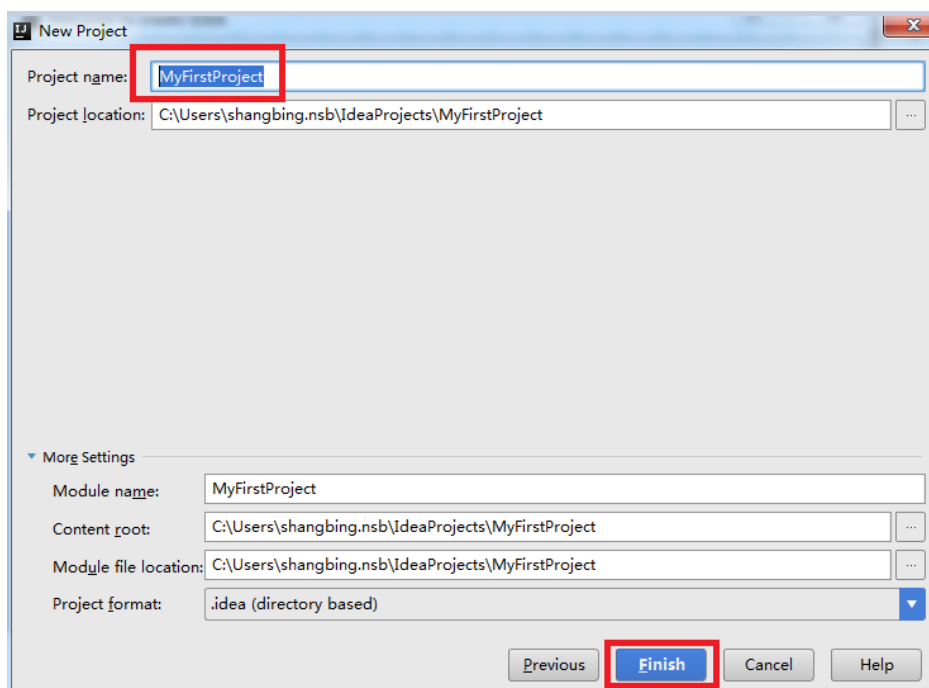 New Project
Project name: MyFirstProject
Project location: C:\Users\shangbing.nsb\IdeaProjects\MyFirstProject ...
More Settings
Module name: MyFirstProject
Content root: C:\Users\shangbing.nsb\IdeaProjects\MyFirstProject ...
Module file location: C:\Users\shangbing.nsb\IdeaProjects\MyFirstProject ...
Project format: .idea (directory based)
Previous Finish Cancel Help